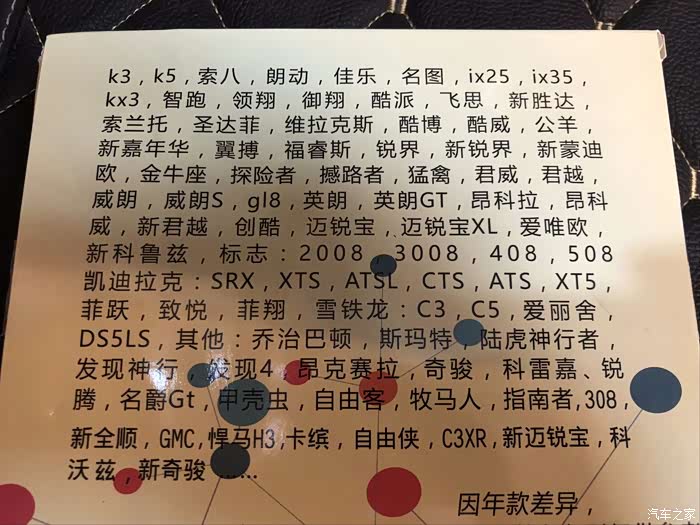 k3，k5，索八，朗动，佳乐，名图，ix25，ix35，
kx3，智跑，领翔，御翔，酷派，飞思，新胜达，
索兰托，圣达菲，维拉克斯，酷博，酷威，公羊，
新嘉年华，翼搏，福睿斯，锐界，新锐界，新蒙迪
欧，金牛座，探险者，撼路者，猛禽，君威，君越，
威朗，威朗S，gl8，英朗，英朗GT，昂科拉，昂科
威，新君越，创酷，迈锐宝，迈锐宝XL，爱唯欧，
新科鲁兹，标志：2008，3008，408，508
凯迪拉克：SRX，XTS，ATSL，CTS，ATS，XT5，
菲跃，致悦，菲翔，雪铁龙：C3，C5，爱丽舍，
DS5LS，其他：乔治巴顿，斯玛特，陆虎神行者，
发现神行，发现4，昂克赛拉，奇骏，科雷嘉、锐
腾，名爵Gt，甲壳虫，自由客，牧马人，指南者,308，
新全顺，GMC,悍马H3,卡缤，自由侠，C3XR,新迈锐宝，科
沃兹，新奇骏……
因年款差异，
汽车之家